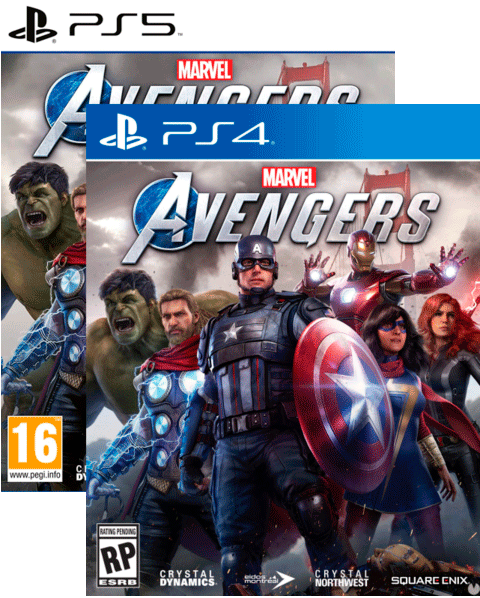 PS5
MARVEL
AVENGERS
PS4
MARVEL
AVENGERS
A
16
www.pegi.info
C
DY
RATING PENDING
RP
ESRB
CRYSTAL
DYNAMICS
eidos
montréal
CRYSTAL
NORTHWEST
SQUARE ENIX